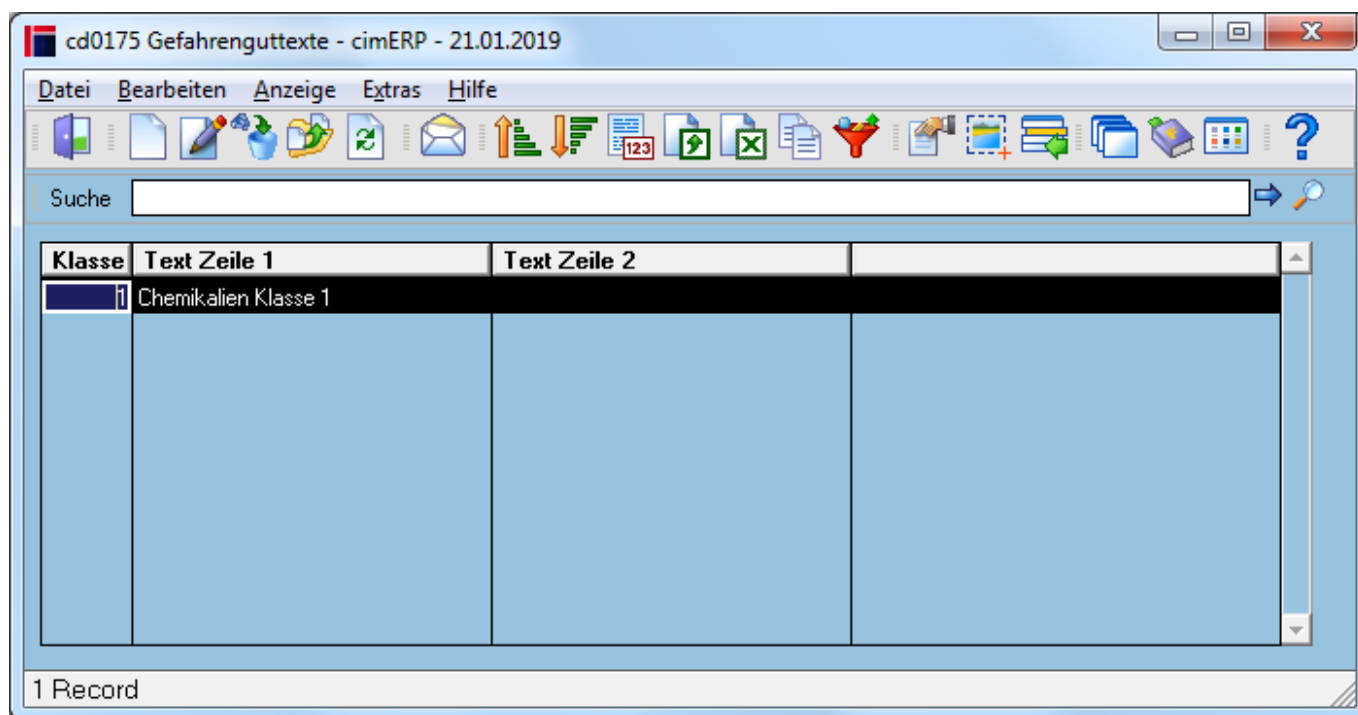 cd0175 Gefahrenguttexte - cimERP - 21.01.2019
Datei Bearbeiten Anzeige Extras Hilfe
123
Suche
Klasse Text Zeile 1 Text Zeile 2
1 Chemikalien Klasse 1
1 Record